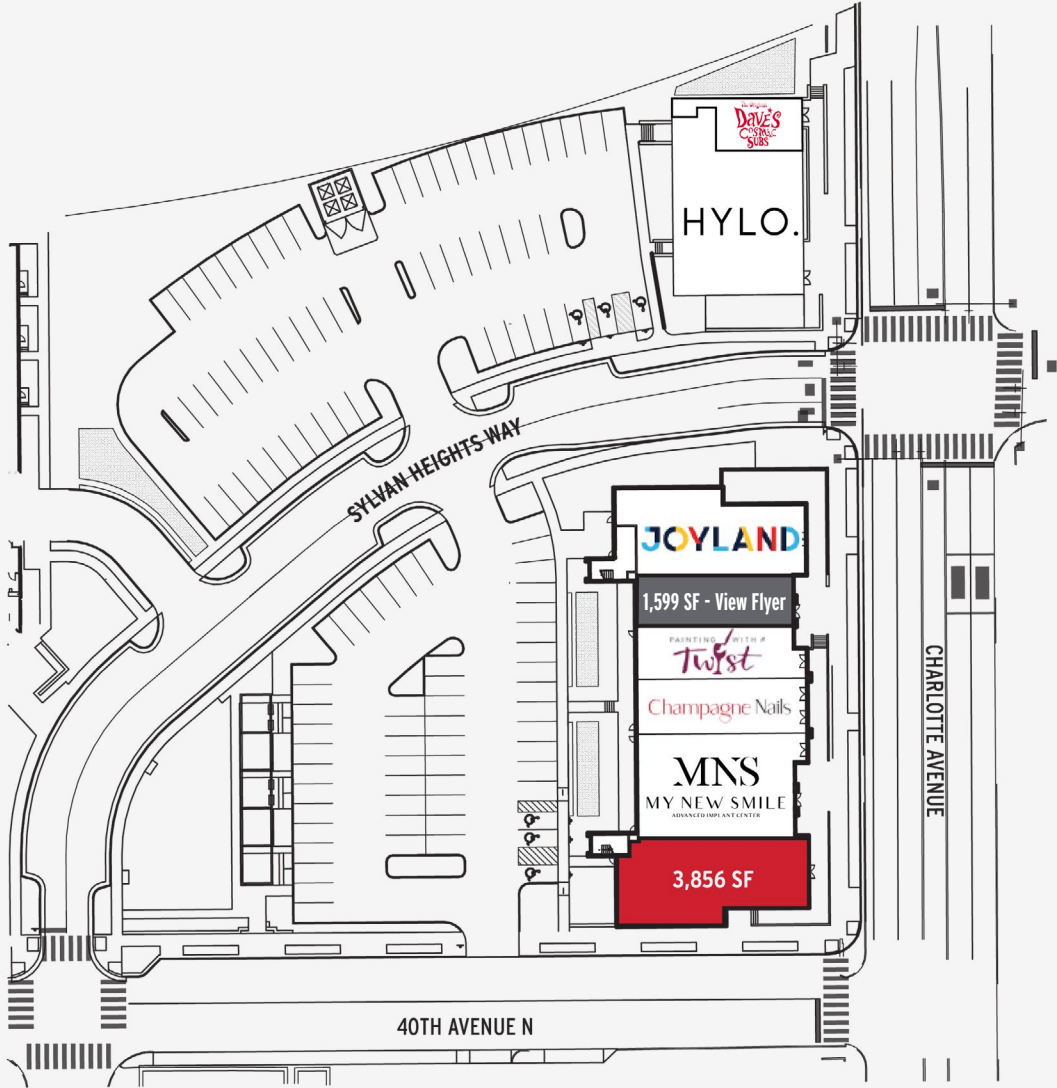 The Original
DAVE'S
COSMIC
SUBS
HYLO.
SYLVAN HEIGHTS WAY
JOYLAND
1,599 SF - View Flyer
PAINTING WITH A
Twist
Champagne Nails
MNS
MY NEW SMILE
ADVANCED IMPLANT CENTER
3,856 SF
CHARLOTTE AVENUE
40TH AVENUE N